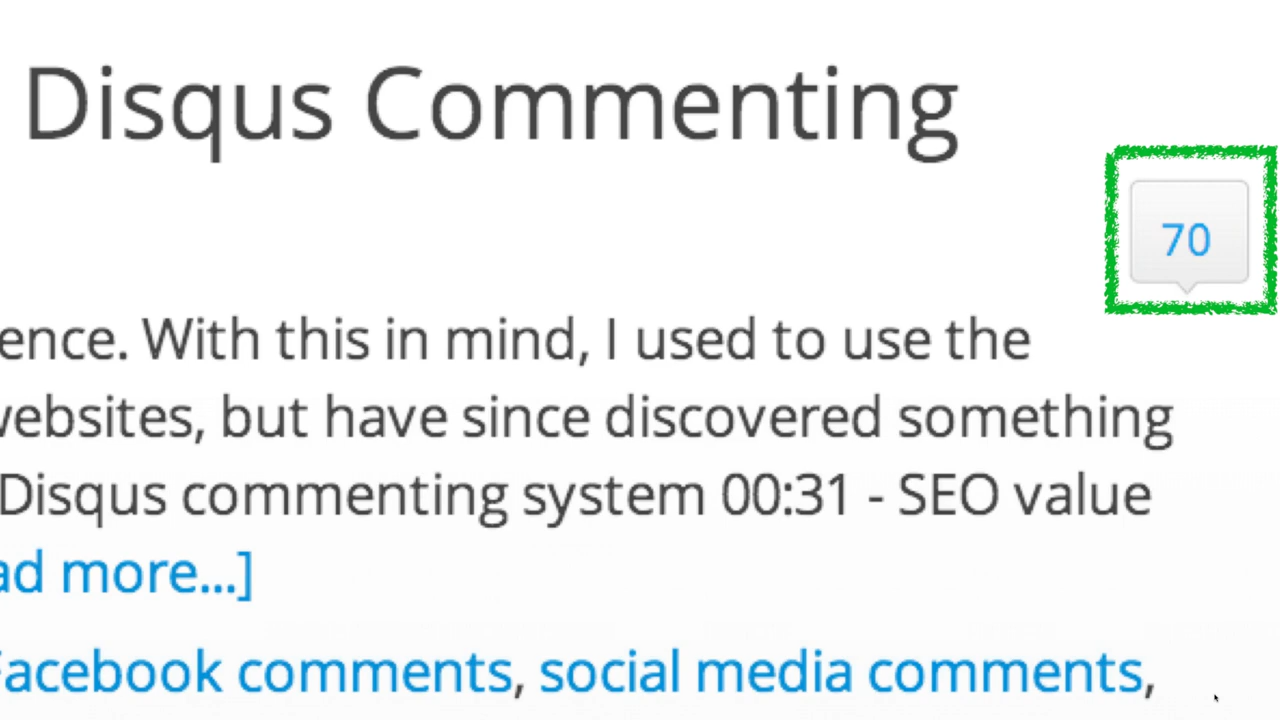 Disqus Commenting
70
ence. With this in mind, I used to use the
websites, but have since discovered something
Disqus commenting system 00:31 - SEO value
ad more...]
Facebook comments, social media comments,